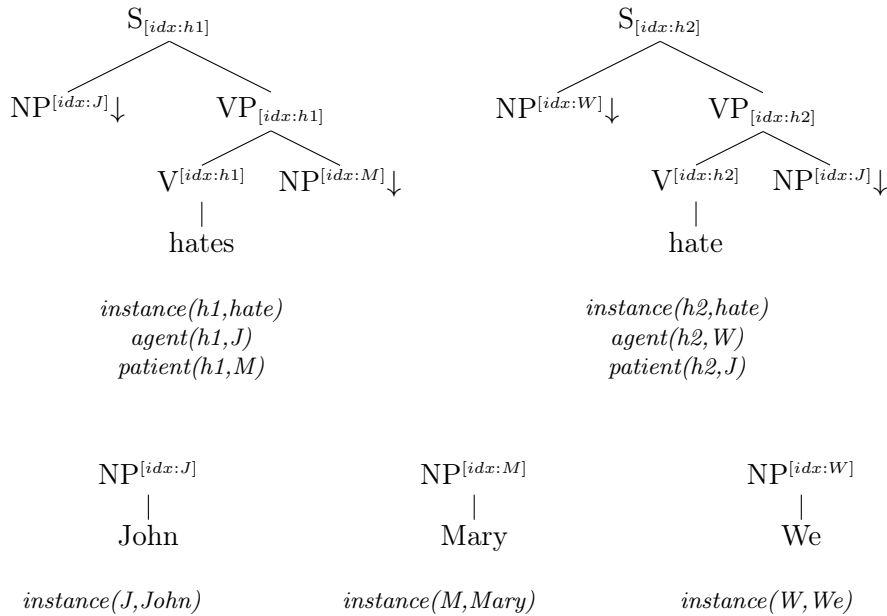 S[idx:h1] S[idx:h2]
NP[idx:J]↓ VP[idx:h1] NP[idx:W]↓ VP[idx:h2]
V[idx:h1] NP[idx:M]↓ V[idx:h2] NP[idx:J]↓
hates hate
instance(h1,hate) instance(h2,hate)
agent(h1,J) agent(h2,W)
patient(h1,M) patient(h2,J)
NP[idx:J] NP[idx:M] NP[idx:W]
John Mary We
instance(J,John) instance(M,Mary) instance(W,We)